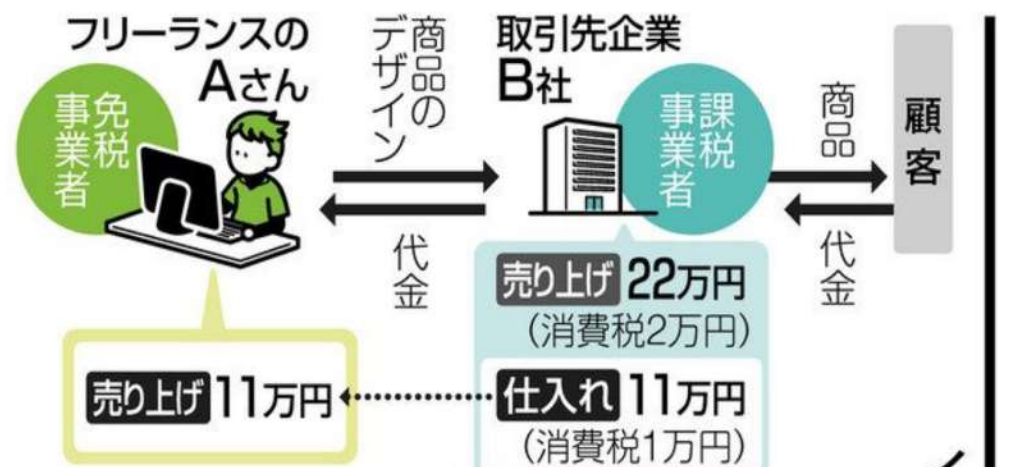 フリーランスの
Aさん
免税
事業者
商品の
デザイン
代金
取引先企業
B社
課税
事業者
商品
代金
顧客
売り上げ 22万円
(消費税2万円)
仕入れ 11万円
(消費税1万円)
売り上げ 11万円